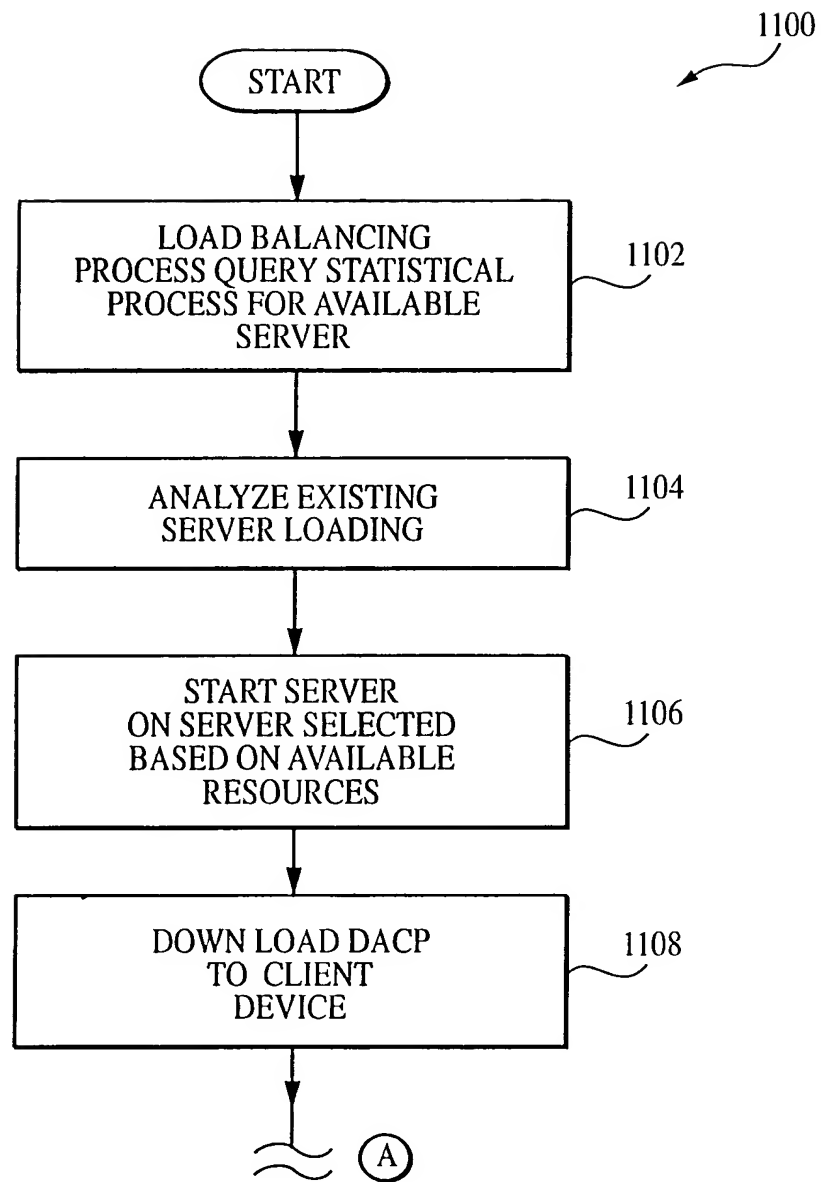 1100
START
LOAD BALANCING
PROCESS QUERY STATISTICAL
PROCESS FOR AVAILABLE
SERVER
1102
ANALYZE EXISTING
SERVER LOADING
1104
START SERVER
ON SERVER SELECTED
BASED ON AVAILABLE
RESOURCES
1106
DOWN LOAD DACP
TO CLIENT
DEVICE
1108
A